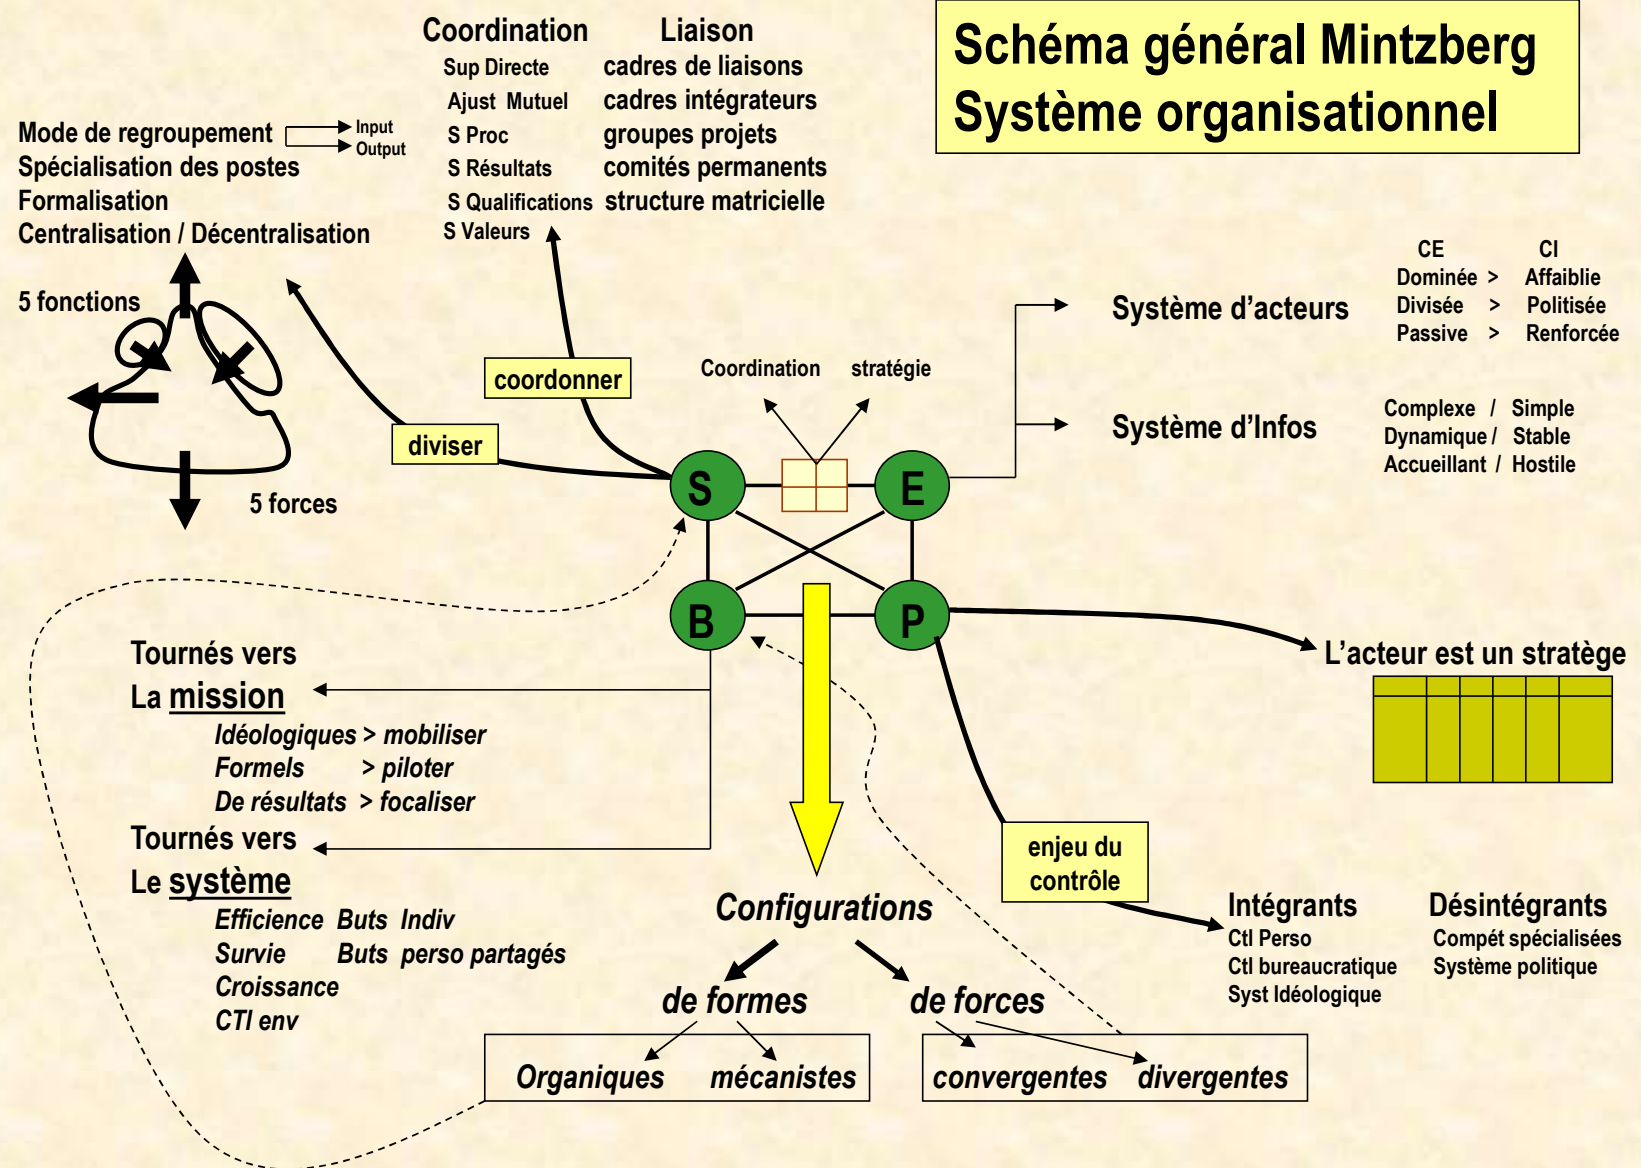 Schéma général Mintzberg
Système organisationnel
Coordination Liaison
Sup Directe cadres de liaisons
Ajust Mutuel cadres intégrateurs
S Proc groupes projets
S Résultats comités permanents
S Qualifications structure matricielle
S Valeurs
Mode de regroupement Input
Output
Spécialisation des postes
Formalisation
Centralisation / Décentralisation
5 fonctions
5 forces
coordonner
diviser
Coordination stratégie
S E
B P
CE CI
Dominée > Affaiblie
Divisée > Politisée
Passive > Renforcée
Système d'acteurs
Système d'Infos
Complexe / Simple
Dynamique / Stable
Accueillant / Hostile
L'acteur est un stratège
Tournés vers
La mission
Idéologiques > mobiliser
Formels > piloter
De résultats > focaliser
Tournés vers
Le système
Efficience Buts Indiv
Survie Buts perso partagés
Croissance
CTl env
enjeu du
contrôle
Intégrants Désintégrants
Ctl Perso Compét spécialisées
Ctl bureaucratique Système politique
Syst Idéologique
Configurations
de formes de forces
Organiques mécanistes convergentes divergentes